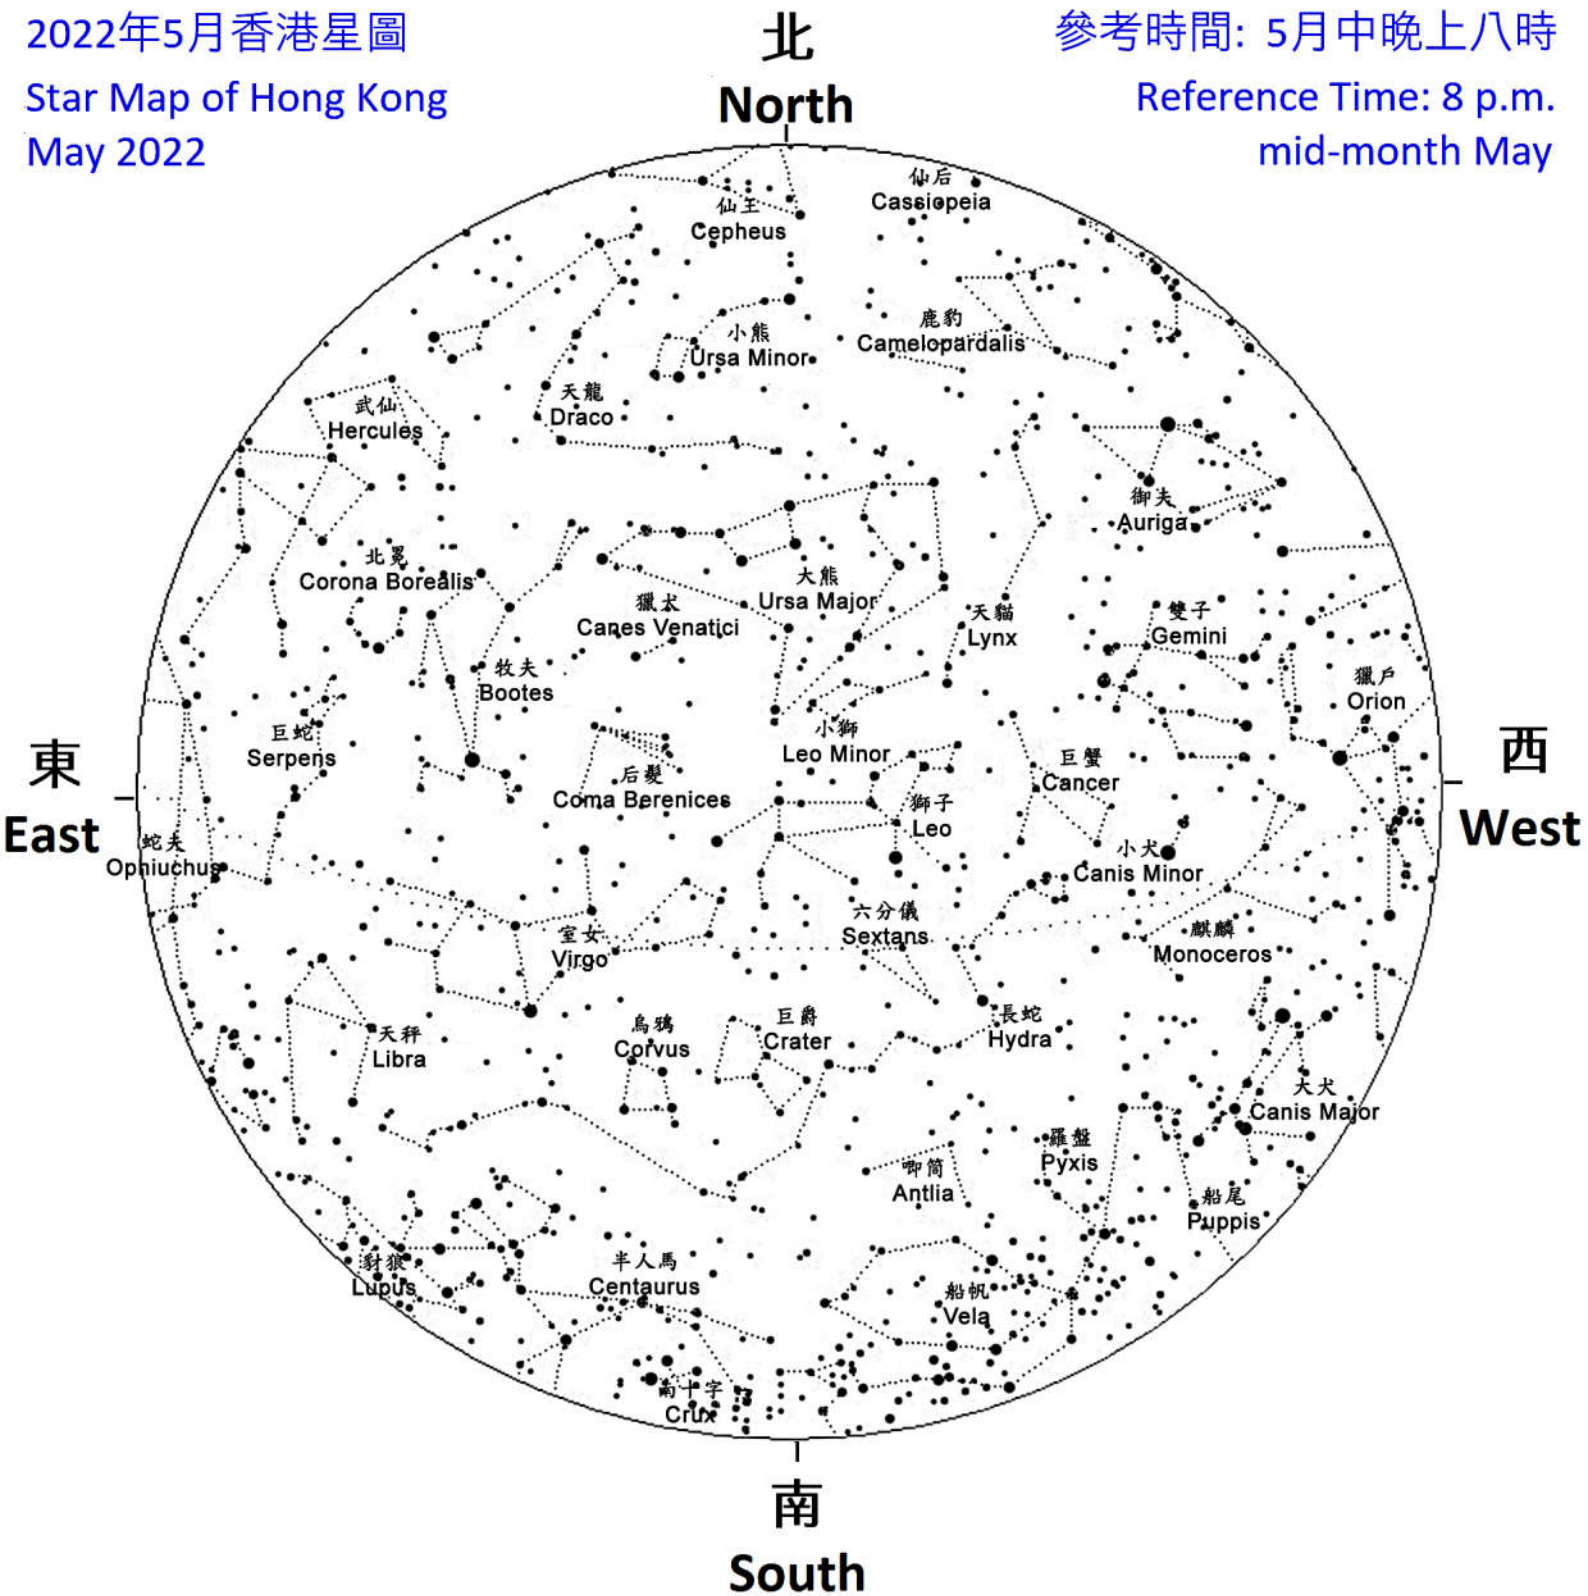 2022年5月香港星圖
Star Map of Hong Kong
May 2022
北
North
參考時間: 5月中晚上八時
Reference Time: 8 p.m.
mid-month May
仙后
Cassiopeia
仙王
Cepheus
鹿豹
Camelopardalis
小熊
Ursa Minor
天龍
Draco
武仙
Hercules
御夫
Auriga
北冕
Corona Borealis
大熊
Ursa Major
獵犬
Canes Venatici
天貓
Lynx
雙子
Gemini
牧夫
Bootes
獵戶
Orion
巨蛇
Serpens
小獅
Leo Minor
后髮
Coma Berenices
巨蟹
Cancer
獅子
Leo
東
East
西
West
蛇夫
Ophiuchus
小犬
Canis Minor
六分儀
Sextans
室女
Virgo
麒麟
Monoceros
天秤
Libra
烏鴉
Corvus
巨爵
Crater
長蛇
Hydra
大犬
Canis Major
唧筒
Antlia
羅盤
Pyxis
船尾
Puppis
豺狼
Lupus
半人馬
Centaurus
船帆
Vela
南十字
Crux
南
South